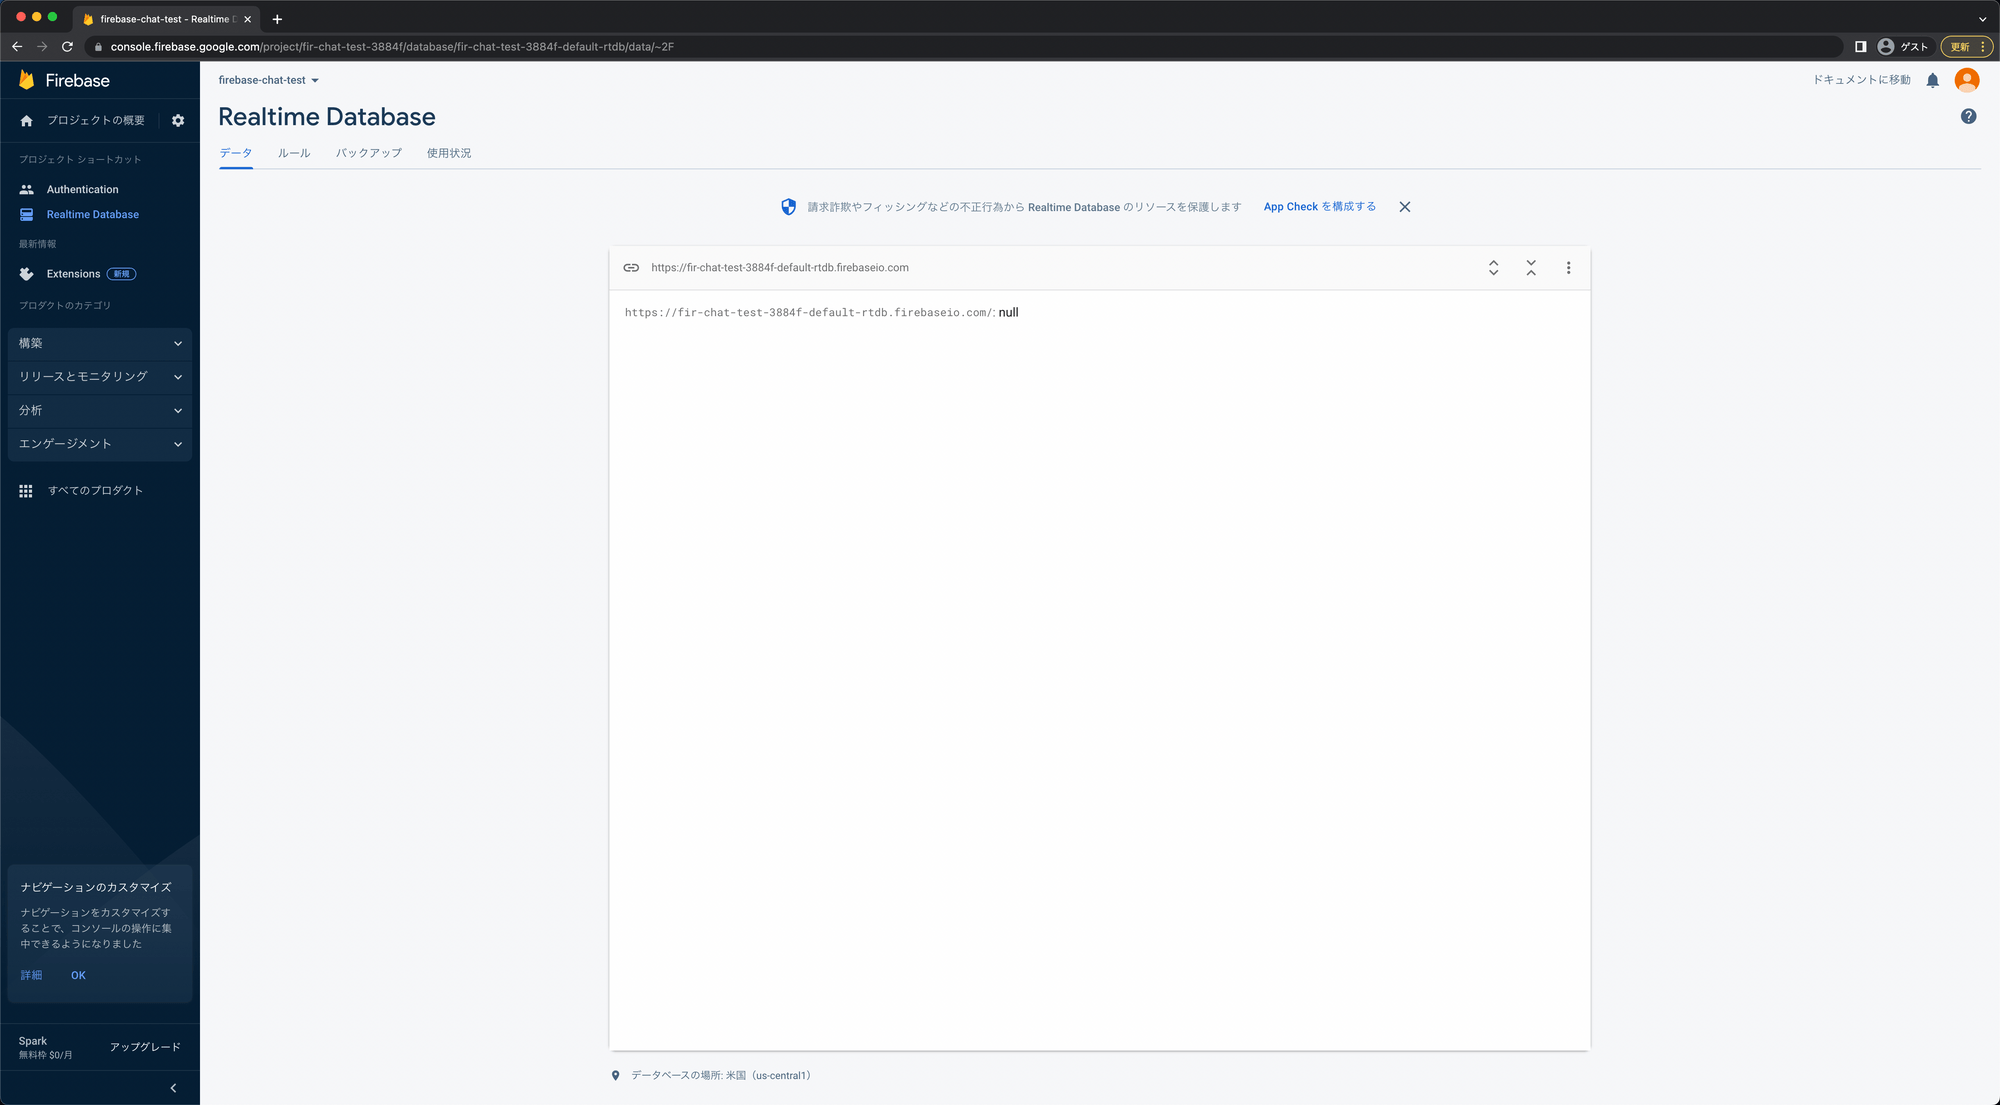 firebase-chat-test - Realtime D
console.firebase.google.com/project/fir-chat-test-3884f/database/fir-chat-test-3884f-default-rtdb/data/~2F
ゲスト
更新
Firebase
プロジェクトの概要
プロジェクト ショートカット
Authentication
Realtime Database
最新情報
Extensions 新規
プロダクトのカテゴリ
構築
リリースとモニタリング
分析
エンゲージメント
すべてのプロダクト
ナビゲーションのカスタマイズ
ナビゲーションをカスタマイズす
ることで、コンソールの操作に集
中できるようになりました
詳細 OK
Spark
無料枠 $0/月
アップグレード
firebase-chat-test
ドキュメントに移動
Realtime Database
データ ルール バックアップ 使用状況
請求詐欺やフィッシングなどの不正行為から Realtime Database のリソースを保護します App Check を構成する
https://fir-chat-test-3884f-default-rtdb.firebaseio.com
https://fir-chat-test-3884f-default-rtdb.firebaseio.com/: null
データベースの場所: 米国（us-central1）